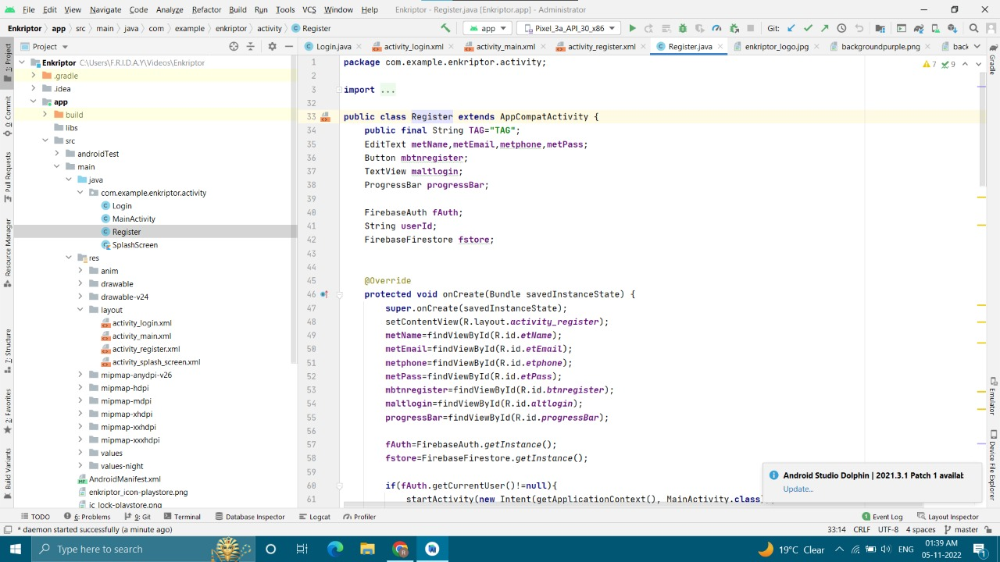 File Edit View Navigate Code Analyze Refactor Build Run Tools VCS Window Help Enkriptor - Register.java [Enkriptor.app] - Administrator
Enkriptor app src main java com example enkriptor activity Register app Pixel_3a_API_30_x86 Git:
Project Login.java activity_login.xml activity_main.xml activity_register.xml Register.java enkriptor_logo.jpg backgroundpurple.png back
1: Project
0: Commit
Pull Requests
Resource Manager
7: Structure
2: Favorites
Build Variants
Enkriptor C:\Users\F.R.I.D.A.Y\Videos\Enkriptor
.gradle
.idea
app
build
libs
src
androidTest
main
java
com.example.enkriptor.activity
Login
MainActivity
Register
SplashScreen
res
anim
drawable
drawable-v24
layout
activity_login.xml
activity_main.xml
activity_register.xml
activity_splash_screen.xml
mipmap-anydpi-v26
mipmap-hdpi
mipmap-mdpi
mipmap-xhdpi
mipmap-xxhdpi
mipmap-xxxhdpi
values
values-night
AndroidManifest.xml
enkriptor_icon-playstore.png
ic_lock-playstore.png
1 package com.example.enkriptor.activity;
2
3 import ...
32
33 public class Register extends AppCompatActivity {
34 public final String TAG="TAG";
35 EditText metName,metEmail,metphone,metPass;
36 Button mbtnregister;
37 TextView maltlogin;
38 ProgressBar progressBar;
39
40 FirebaseAuth fAuth;
41 String userId;
42 FirebaseFirestore fstore;
43
44
45 @Override
46 protected void onCreate(Bundle savedInstanceState) {
47 super.onCreate(savedInstanceState);
48 setContentView(R.layout.activity_register);
49 metName=findViewById(R.id.etName);
50 metEmail=findViewById(R.id.etEmail);
51 metphone=findViewById(R.id.etphone);
52 metPass=findViewById(R.id.etPass);
53 mbtnregister=findViewById(R.id.btnregister);
54 maltlogin=findViewById(R.id.altlogin);
55 progressBar=findViewById(R.id.progressBar);
56
57 fAuth=FirebaseAuth.getInstance();
58 fstore=FirebaseFirestore.getInstance();
59
60 if(fAuth.getCurrentUser()!=null){
61 startActivity(new Intent(getApplicationContext(), MainActivity.class)
7 9
Gradle
Emulator
Device File Explorer
Android Studio Dolphin | 2021.3.1 Patch 1 availab
Update...
TODO 6: Problems 9: Git Terminal Database Inspector Logcat Profiler 1 Event Log Layout Inspector
* daemon started successfully (a minute ago) 33:14 CRLF UTF-8 4 spaces master
Type here to search 19°C Clear ENG 01:39 AM
05-11-2022 1